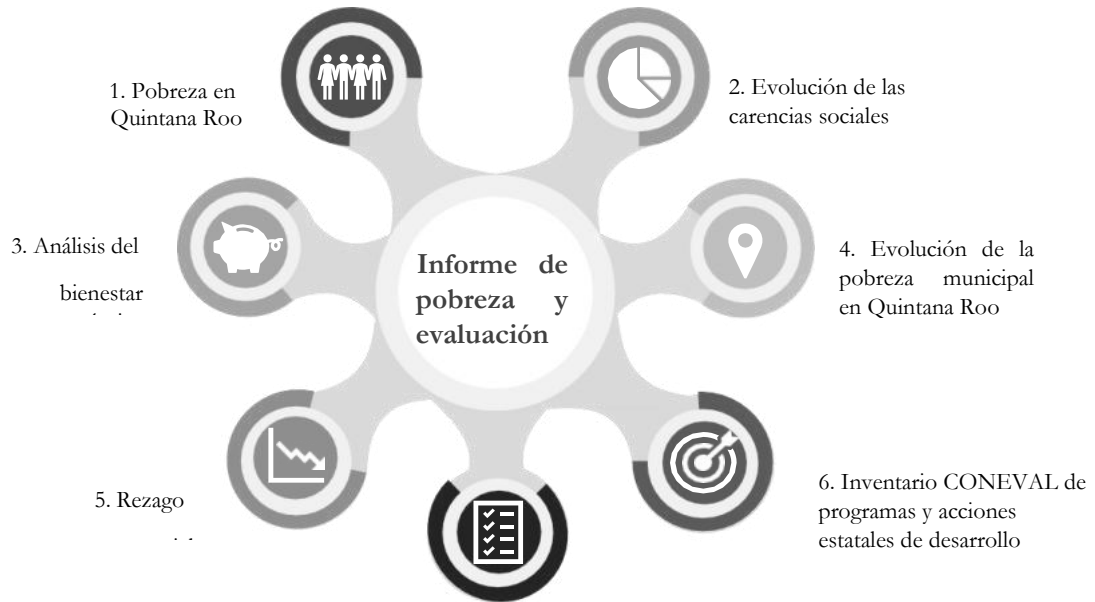 1. Pobreza en
Quintana Roo
2. Evolución de las
carencias sociales
3. Análisis del
bienestar
4. Evolución de la
pobreza municipal
en Quintana Roo
Informe de
pobreza y
evaluación
5. Rezago
6. Inventario CONEVAL de
programas y acciones
estatales de desarrollo